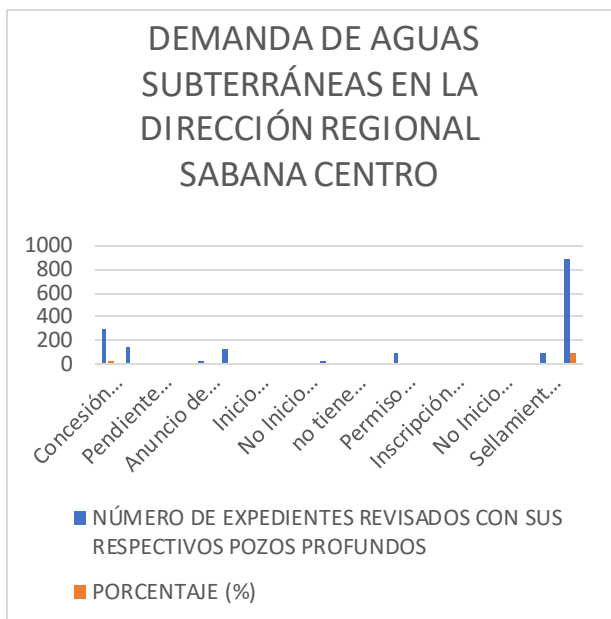 DEMANDA DE AGUAS
SUBTERRÁNEAS EN LA
DIRECCIÓN REGIONAL
SABANA CENTRO
1000
800
600
400
200
0
Concesión...
Pendiente...
Anuncio de...
Inicio...
No Inicio...
no tiene...
Permiso...
Inscripción...
No Inicio...
Sellamient...
NÚMERO DE EXPEDIENTES REVISADOS CON SUS
RESPECTIVOS POZOS PROFUNDOS
PORCENTAJE (%)